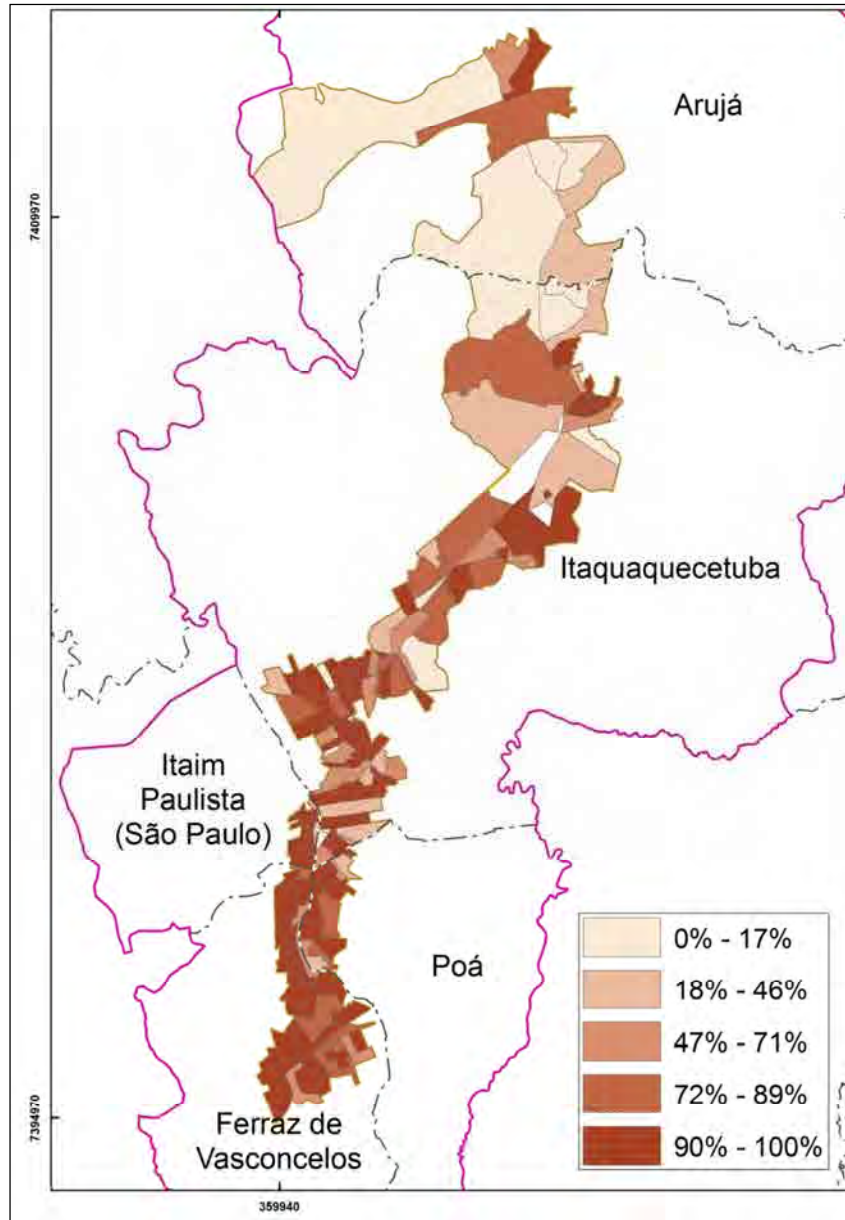 Arujá
7409970
Itaquaquecetuba
Itaim
Paulista
(São Paulo)
Poá
0% - 17%
18% - 46%
47% - 71%
72% - 89%
90% - 100%
7394970
Ferraz de
Vasconcelos
359940